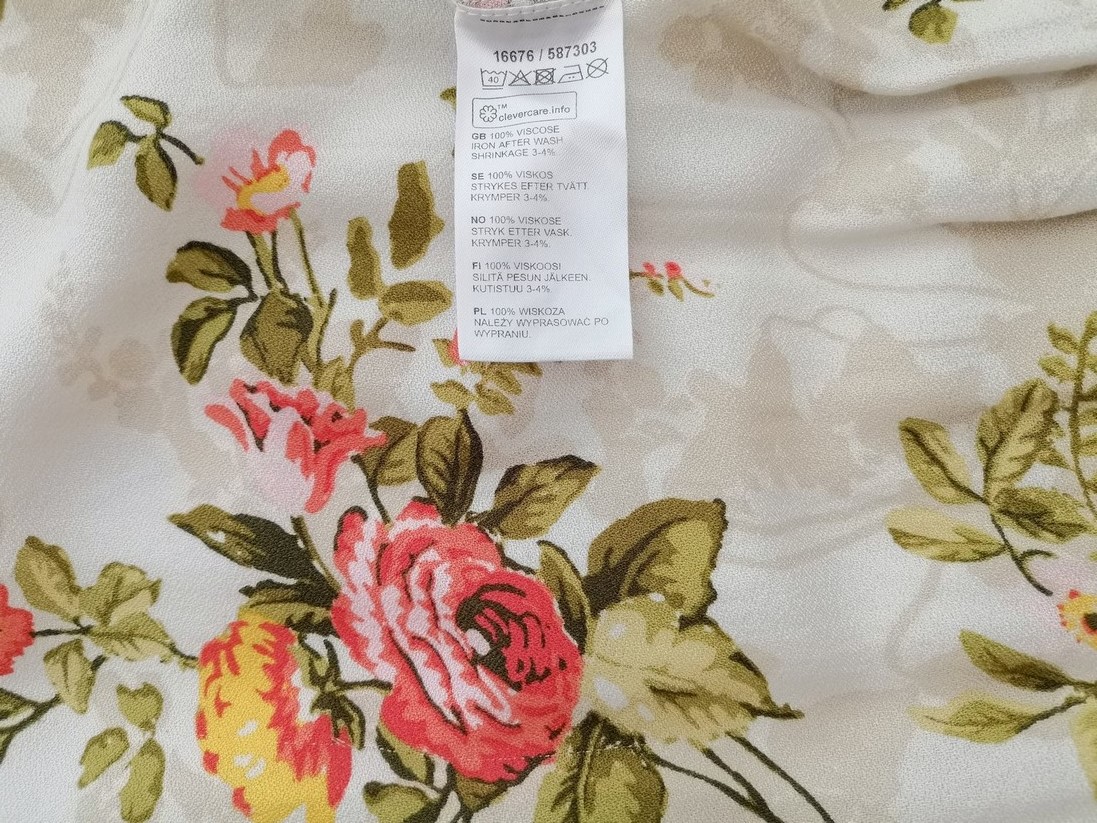 16676 / 587303
40
TM
clevercare.info
GB 100% VISCOSE
IRON AFTER WASH
SHRINKAGE 3-4%.
SE 100% VISKOS
STRYKES EFTER TVÄTT.
KRYMPER 3-4%.
NO 100% VISKOSE
STRYK ETTER VASK.
KRYMPER 3-4%.
FI 100% VISKOOSI
SILITÄ PESUN JÄLKEEN.
KUTISTUU 3-4%.
PL 100% WISKOZA
NALEŻY WYPRASOWAĆ PO
WYPRANIU.